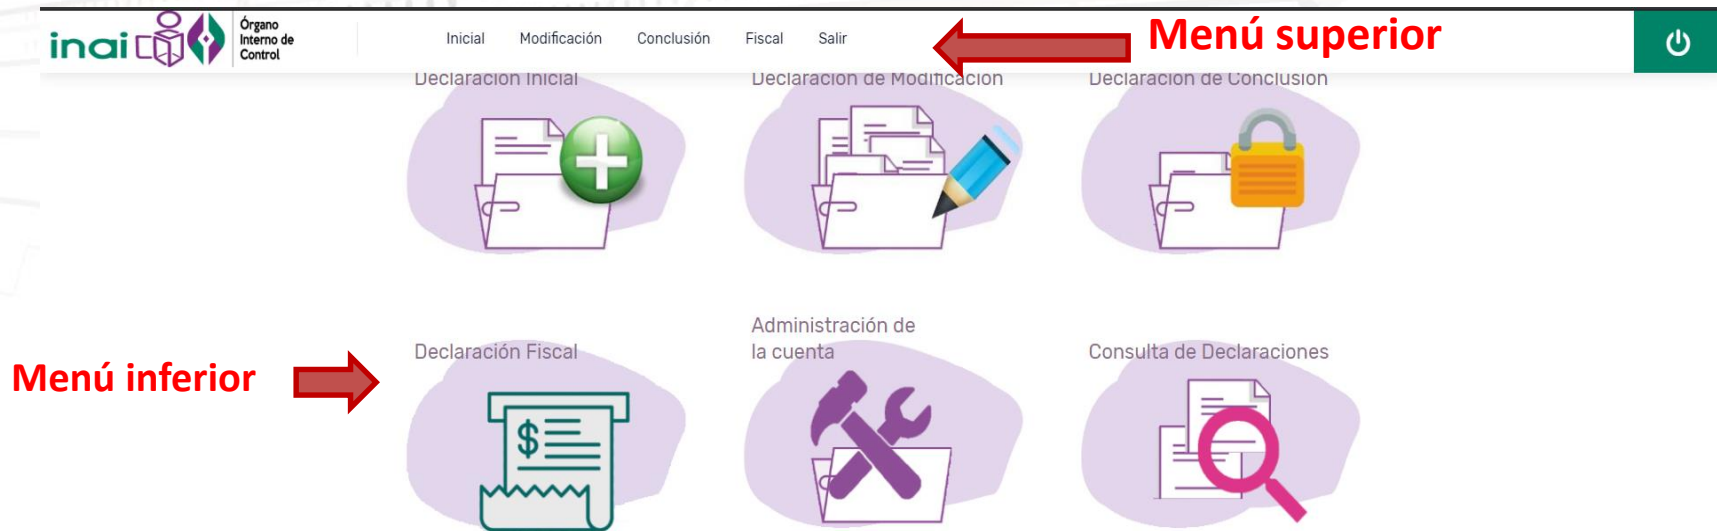 inai
Órgano
Interno de
Control
Inicial Modificación Conclusión Fiscal Salir
Menú superior
Declaración Inicial
Declaración de Modificación
Declaración de Conclusión
Menú inferior
Declaración Fiscal
$
Administración de
la cuenta
Consulta de Declaraciones